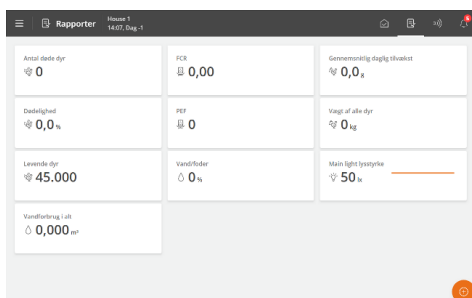 Rapporter
House 1
14:07, Dag -1
6
Antal døde dyr
0
FCR
0,00
Gennemsnitlig daglig tilvækst
0,0 g
Dødelighed
0,0 %
PEF
0
Vægt af alle dyr
0 kg
Levende dyr
45.000
Vand/foder
0 %
Main light lysstyrke
50 lx
Vandforbrug i alt
0,000 m³